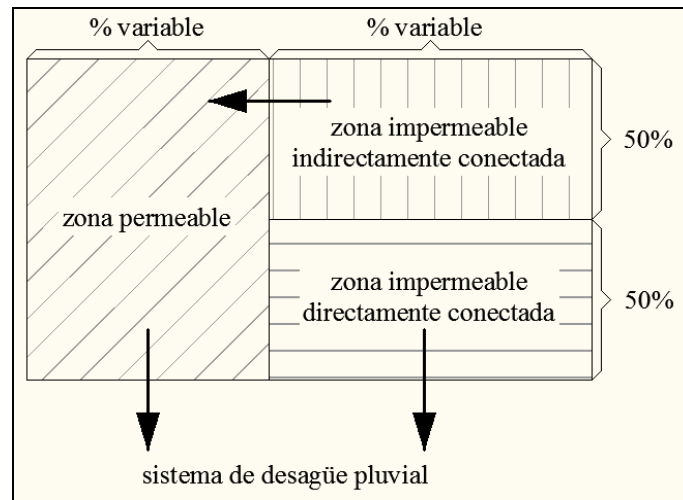 % variable
% variable
zona impermeable
indirectamente conectada
50%
zona permeable
zona impermeable
directamente conectada
50%
sistema de desagüe pluvial